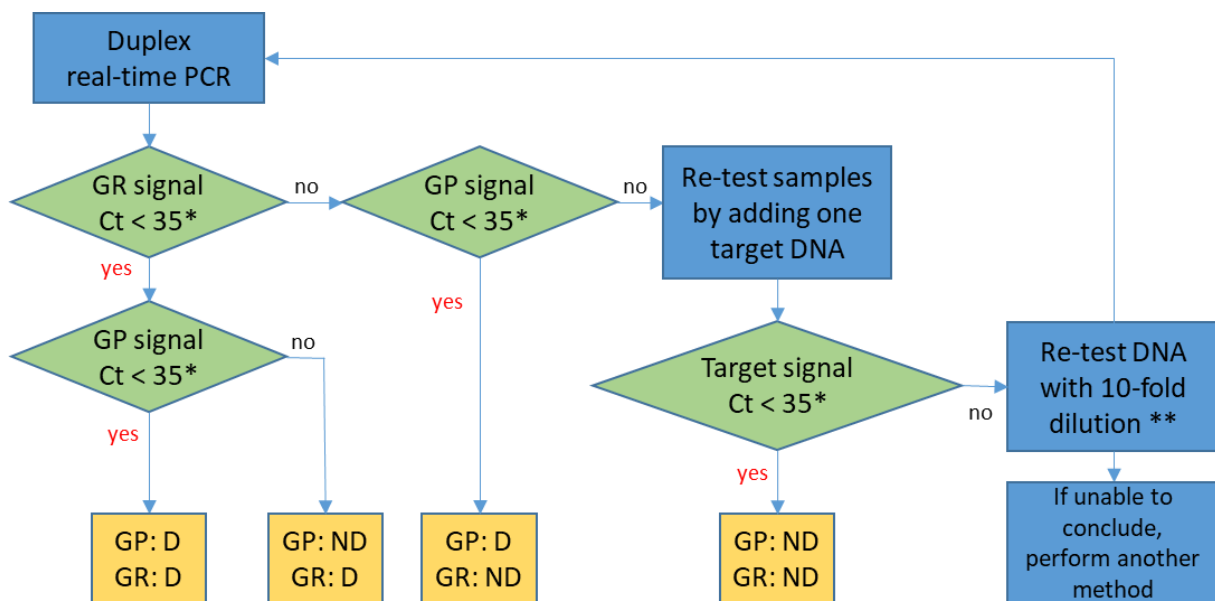 Duplex
real-time PCR
GR signal
Ct < 35*
no
GP signal
Ct < 35*
no
Re-test samples
by adding one
target DNA
yes
yes
GP signal
Ct < 35*
no
Target signal
Ct < 35*
no
Re-test DNA
with 10-fold
dilution **
yes
yes
GP: D
GR: D
GP: ND
GR: D
GP: D
GR: ND
GP: ND
GR: ND
If unable to
conclude,
perform another
method